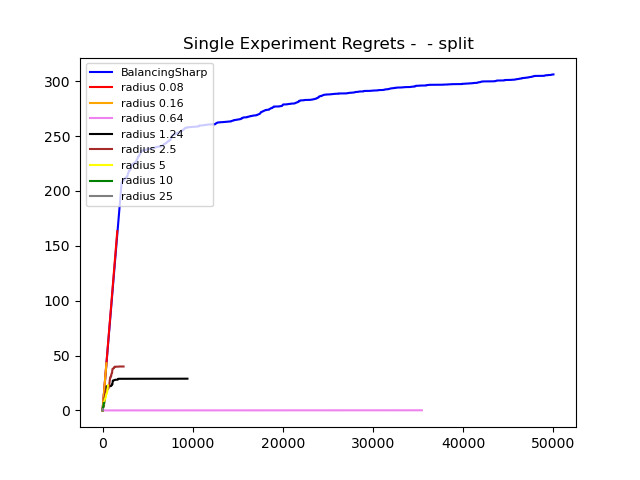 Single Experiment Regrets -  - split
BalancingSharp
radius 0.08
radius 0.16
radius 0.64
radius 1.24
radius 2.5
radius 5
radius 10
radius 25
300
250
200
150
100
50
0
0 10000 20000 30000 40000 50000